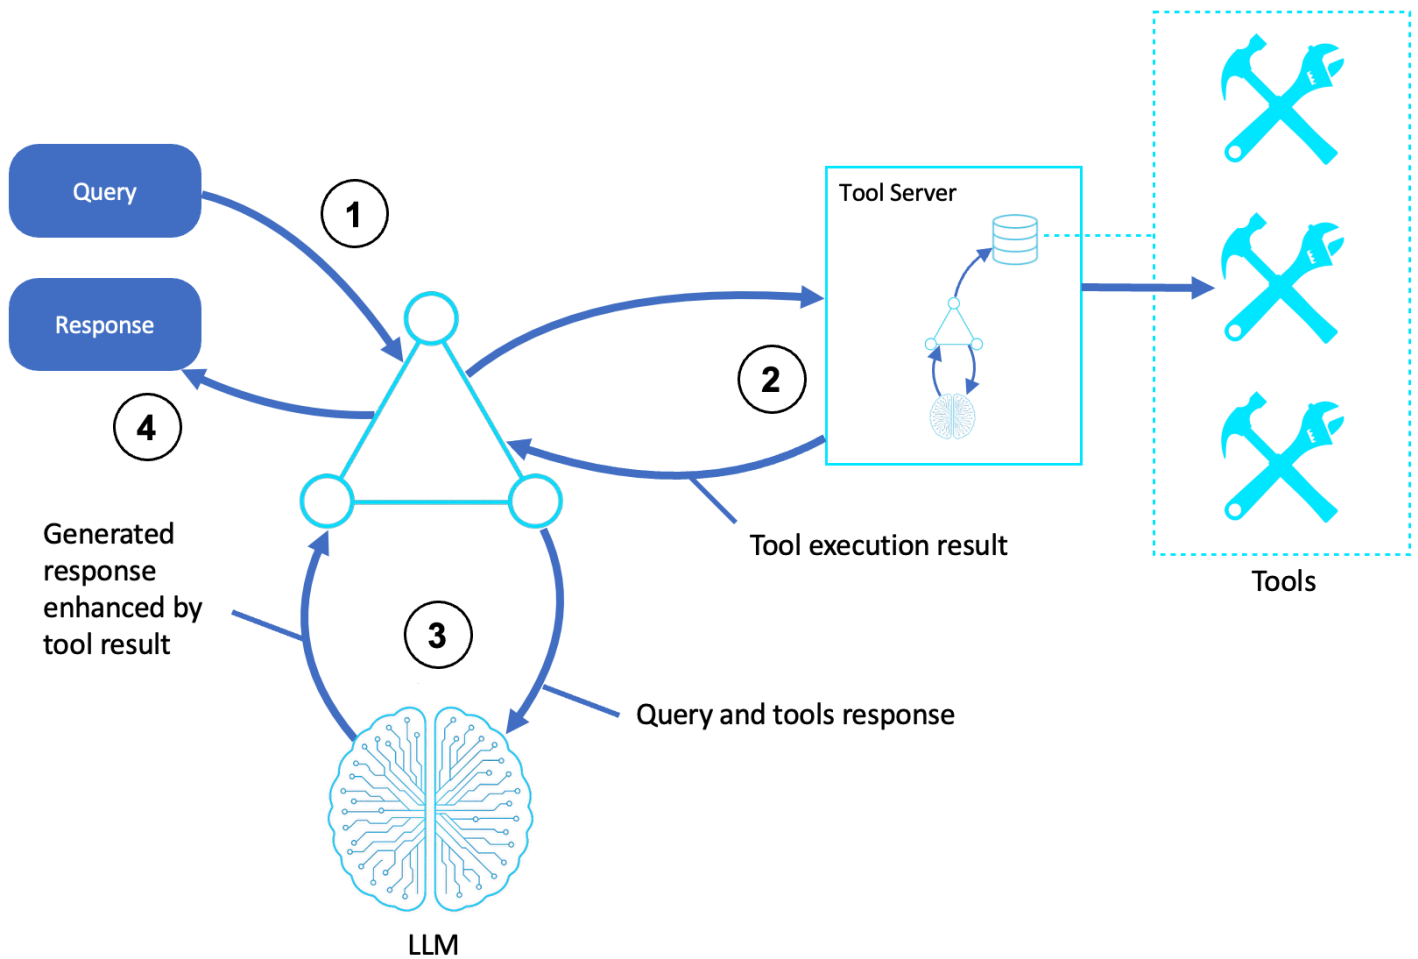 Query
1
Response
4
Tool Server
2
Tool execution result
Tools
Generated
response
enhanced by
tool result
3
Query and tools response
LLM